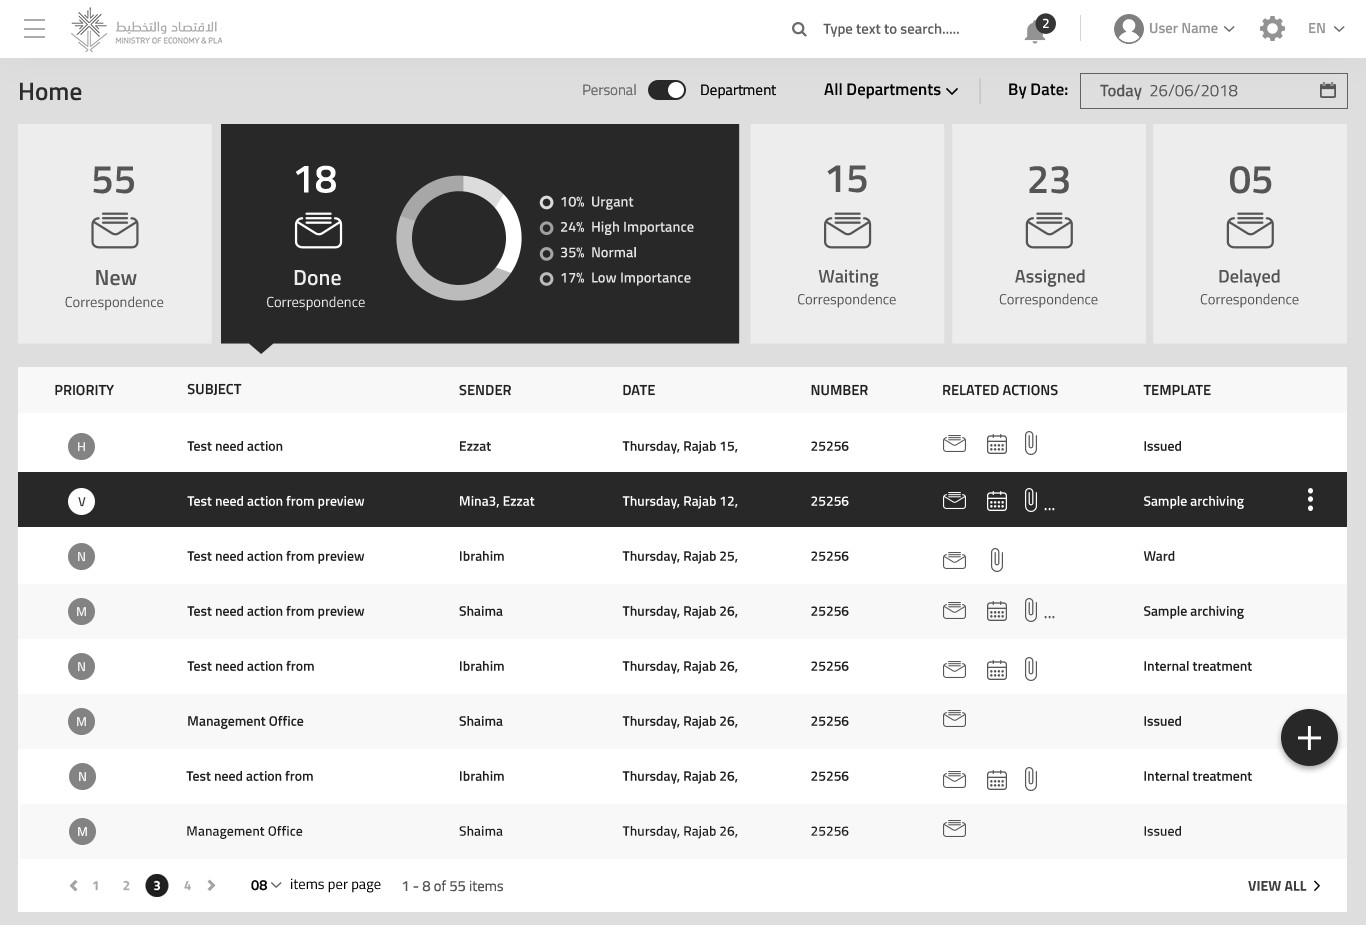 الاقتصاد والتخطيط
MINISTRY OF ECONOMY & PLA
Type text to search.....
2
User Name
EN
Home
Personal
Department
All Departments
By Date:
Today 26/06/2018
55
New
Correspondence
18
Done
Correspondence
10% Urgant
24% High Importance
35% Normal
17% Low Importance
15
Waiting
Correspondence
23
Assigned
Correspondence
05
Delayed
Correspondence
PRIORITY SUBJECT SENDER DATE NUMBER RELATED ACTIONS TEMPLATE
H Test need action Ezzat Thursday, Rajab 15, 25256 Issued
V Test need action from preview Mina3, Ezzat Thursday, Rajab 12, 25256 ... Sample archiving
N Test need action from preview Ibrahim Thursday, Rajab 25, 25256 Ward
M Test need action from preview Shaima Thursday, Rajab 26, 25256 ... Sample archiving
N Test need action from Ibrahim Thursday, Rajab 26, 25256 Internal treatment
M Management Office Shaima Thursday, Rajab 26, 25256 Issued
N Test need action from Ibrahim Thursday, Rajab 26, 25256 Internal treatment
M Management Office Shaima Thursday, Rajab 26, 25256 Issued
1 2 3 4 08 items per page 1 - 8 of 55 items VIEW ALL